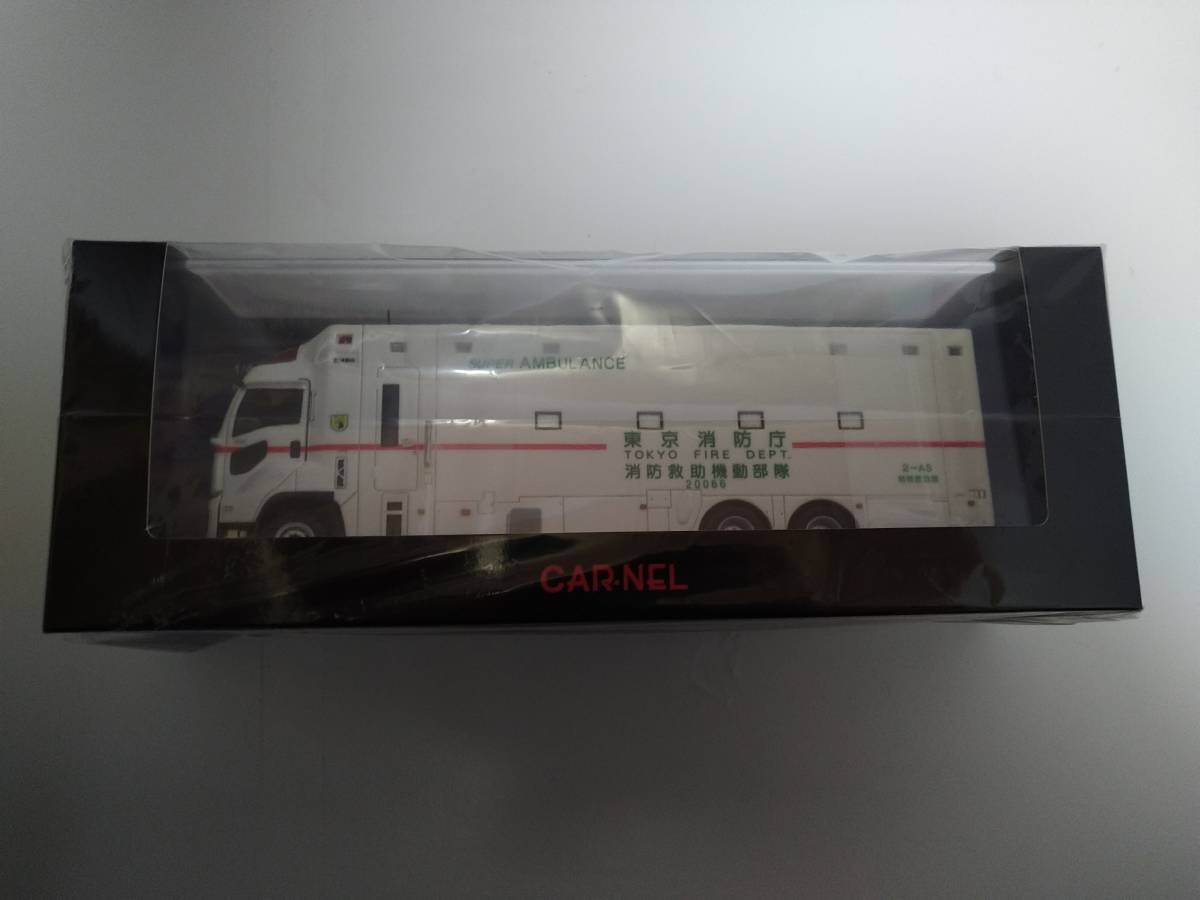 SUPER AMBULANCE
東京消防庁
TOKYO FIRE DEPT.
消防救助機動部隊
20066
2-AS
CAR·NEL